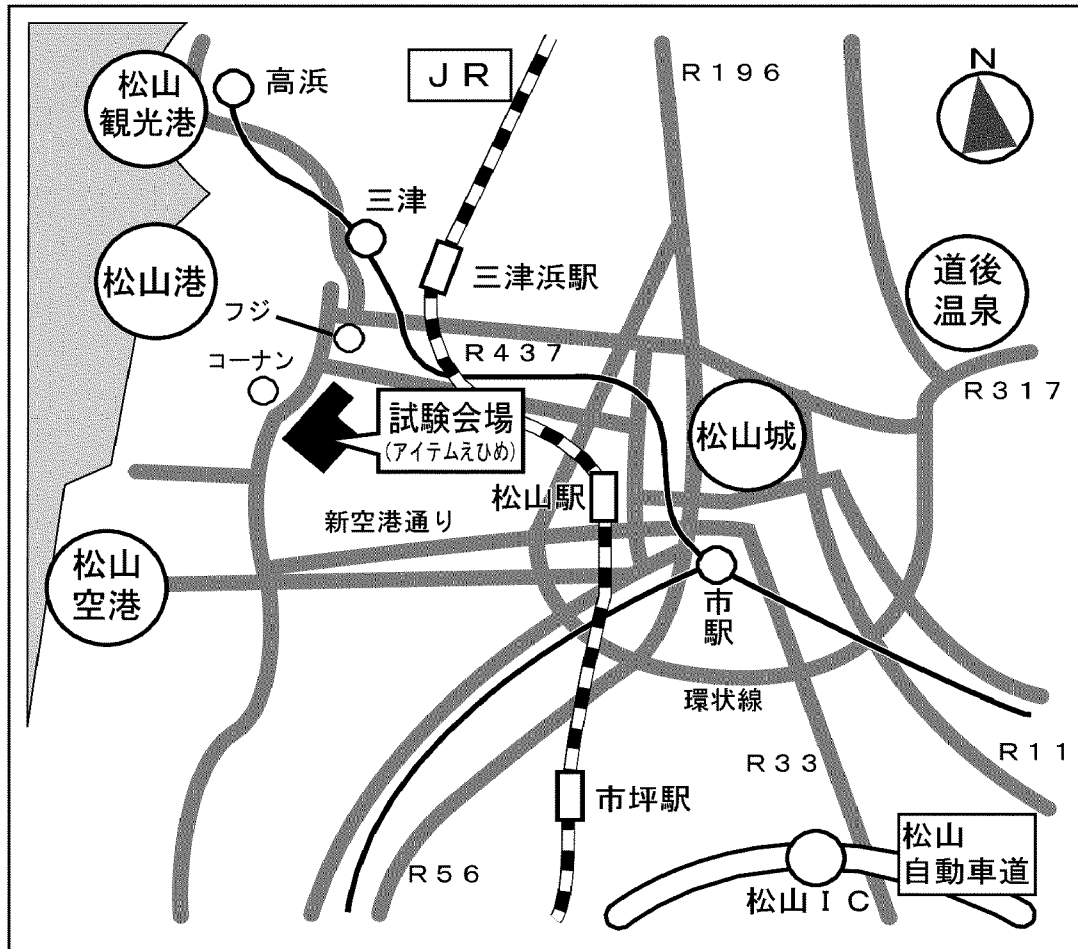 松山
観光港
高浜
ＪＲ
Ｒ１９６
N
三津
松山港
三津浜駅
道後
温泉
フジ
Ｒ４３７
コーナン
Ｒ３１７
試験会場
(アイテムえひめ)
松山城
松山駅
新空港通り
松山
空港
市
駅
環状線
Ｒ３３
Ｒ１１
市坪駅
Ｒ５６
松山
自動車道
松山ＩＣ